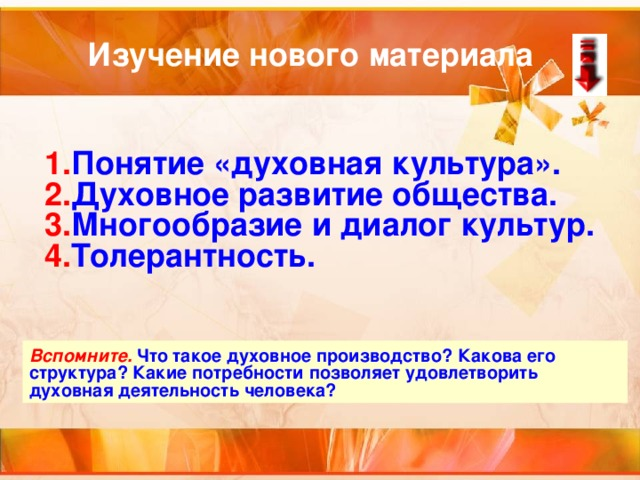 Изучение нового материала
1.Понятие «духовная культура».
2.Духовное развитие общества.
3.Многообразие и диалог культур.
4.Толерантность.
Вспомните. Что такое духовное производство? Какова его
структура? Какие потребности позволяет удовлетворить
духовная деятельность человека?